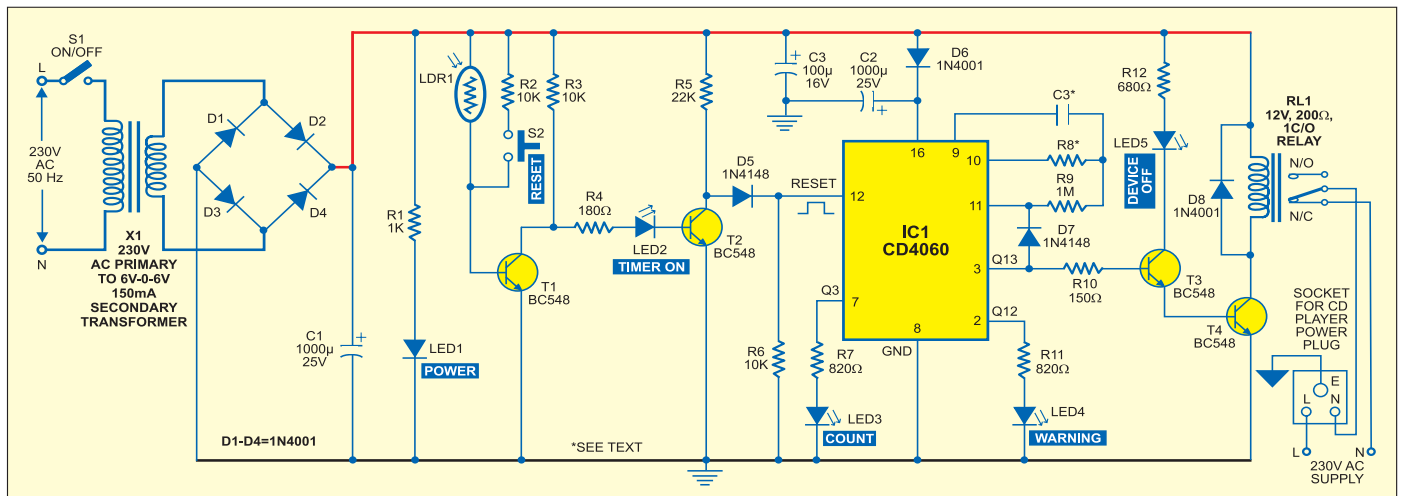 S1
ON/OFF
L
230V
AC
50 Hz
N
X1
230V
AC PRIMARY
TO 6V-0-6V
150mA
SECONDARY
TRANSFORMER
D1
D2
D3
D4
D1-D4=1N4001
C1
1000µ
25V
R1
1K
LED1
POWER
LDR1
R2
10K
S2
RESET
R3
10K
T1
BC548
R4
180Ω
LED2
TIMER ON
R5
22K
T2
BC548
D5
1N4148
R6
10K
*SEE TEXT
C3
100µ
16V
C2
1000µ
25V
D6
1N4001
RESET
IC1
CD4060
16
9
10
11
12
3
7
2
8
GND
Q3
Q13
Q12
C3*
R8*
R9
1M
D7
1N4148
R10
150Ω
R7
820Ω
LED3
COUNT
R11
820Ω
LED4
WARNING
R12
680Ω
LED5
DEVICE
OFF
T3
BC548
T4
BC548
D8
1N4001
RL1
12V, 200Ω,
1C/O
RELAY
N/O
N/C
SOCKET
FOR CD
PLAYER
POWER
PLUG
E
L
N
L
N
230V AC
SUPPLY